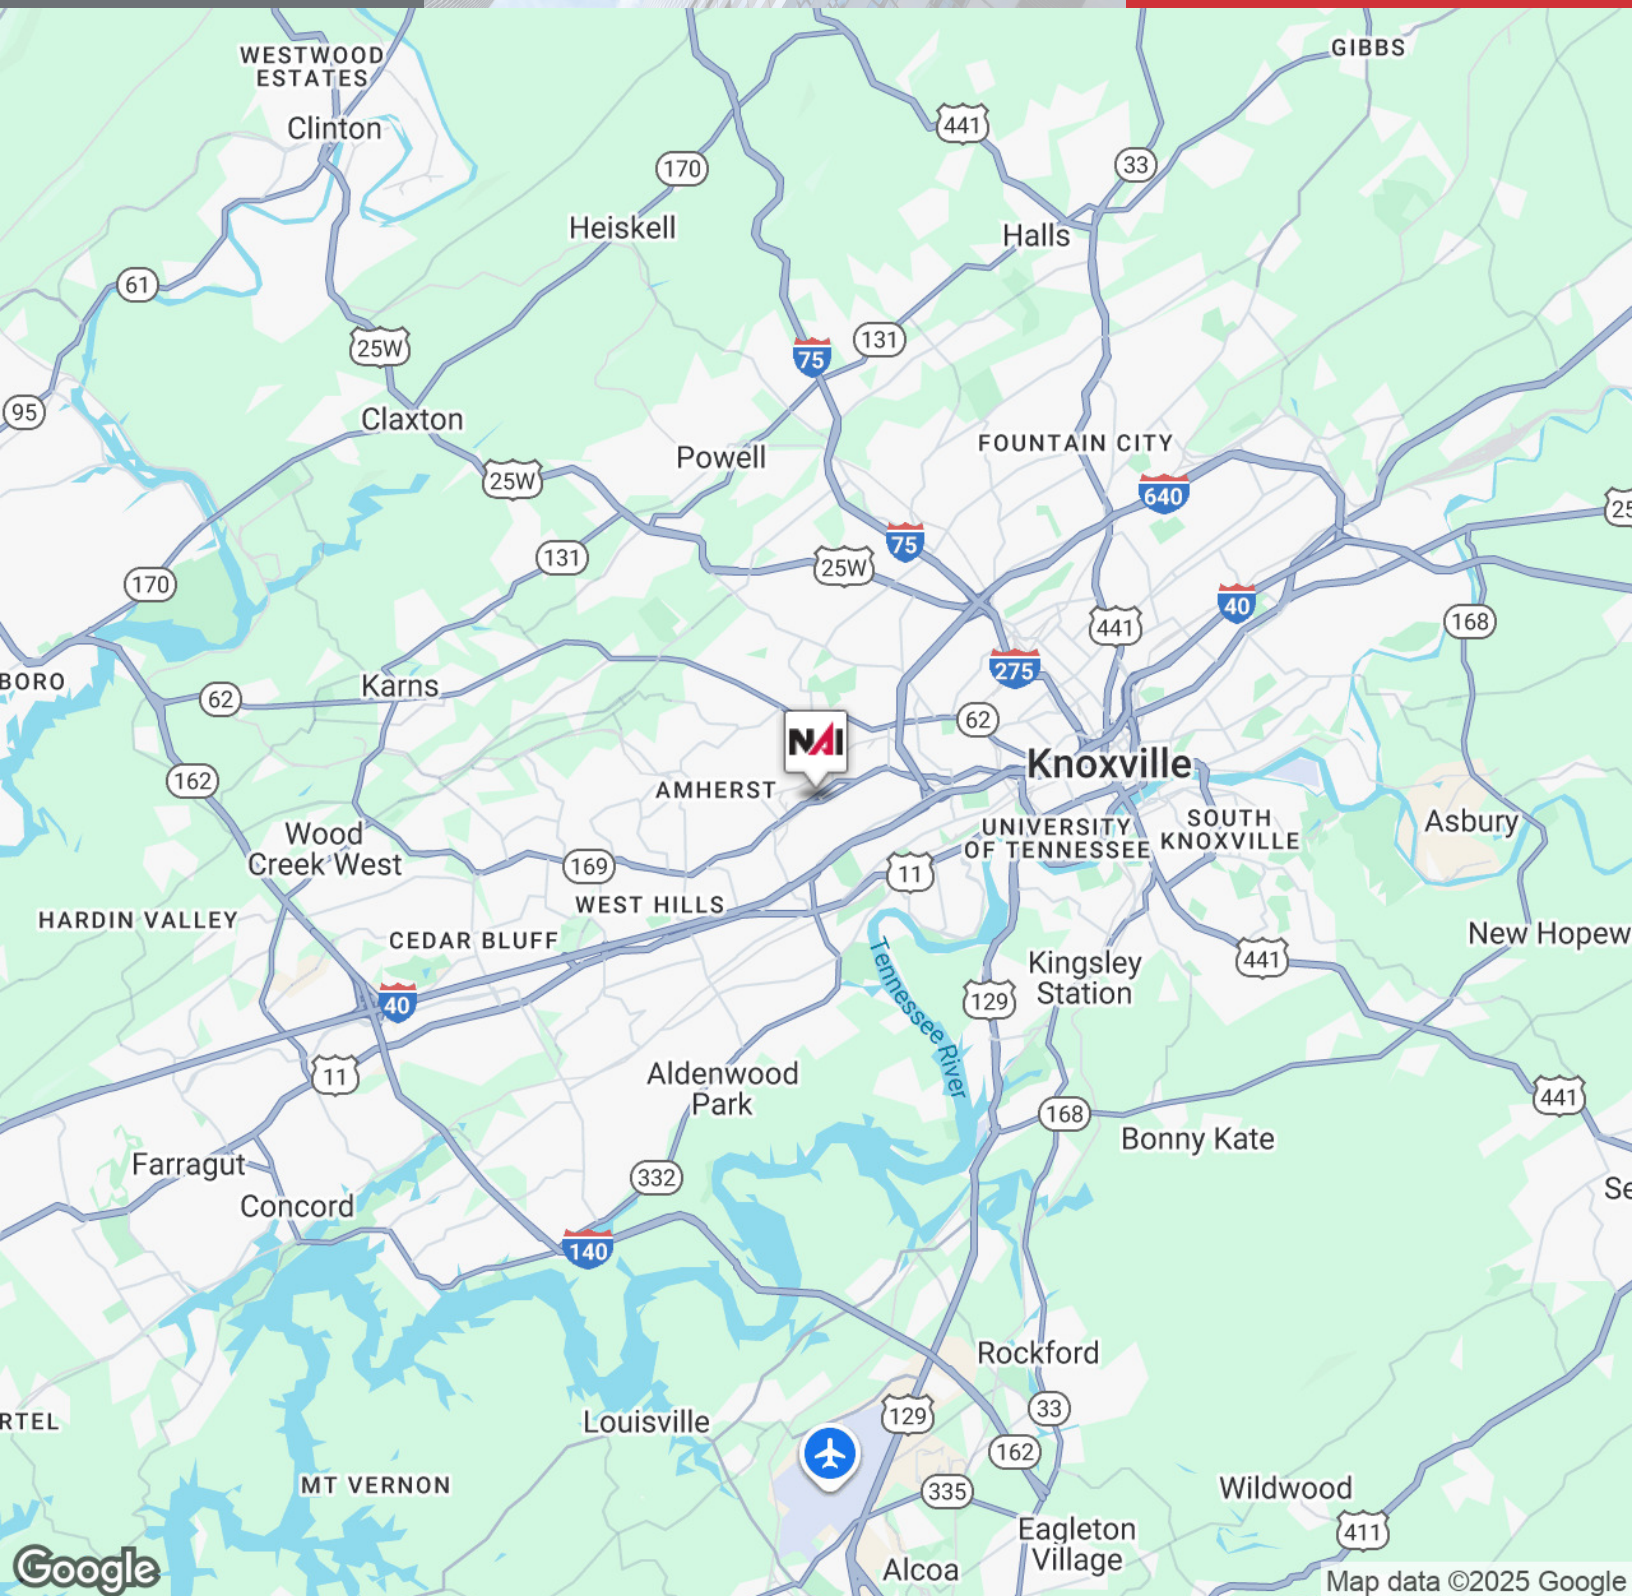 GIBBS
WESTWOOD
ESTATES
Clinton
441
33
170
Heiskell
Halls
61
25W
75
131
95
Claxton
Powell
FOUNTAIN CITY
25W
640
25
75
131
25W
170
40
168
441
275
BORO
Karns
62
62
NAI
Knoxville
162
AMHERST
Wood
Creek West
UNIVERSITY
OF TENNESSEE
SOUTH
KNOXVILLE
Asbury
169
11
WEST HILLS
HARDIN VALLEY
CEDAR BLUFF
New Hopew
Tennessee River
Kingsley
Station
441
40
129
11
Aldenwood
Park
441
168
Bonny Kate
Farragut
332
Concord
Se
140
Rockford
RTEL
Louisville
129
33
162
MT VERNON
335
Wildwood
Eagleton
Village
411
Alcoa
Google
Map data ©2025 Google